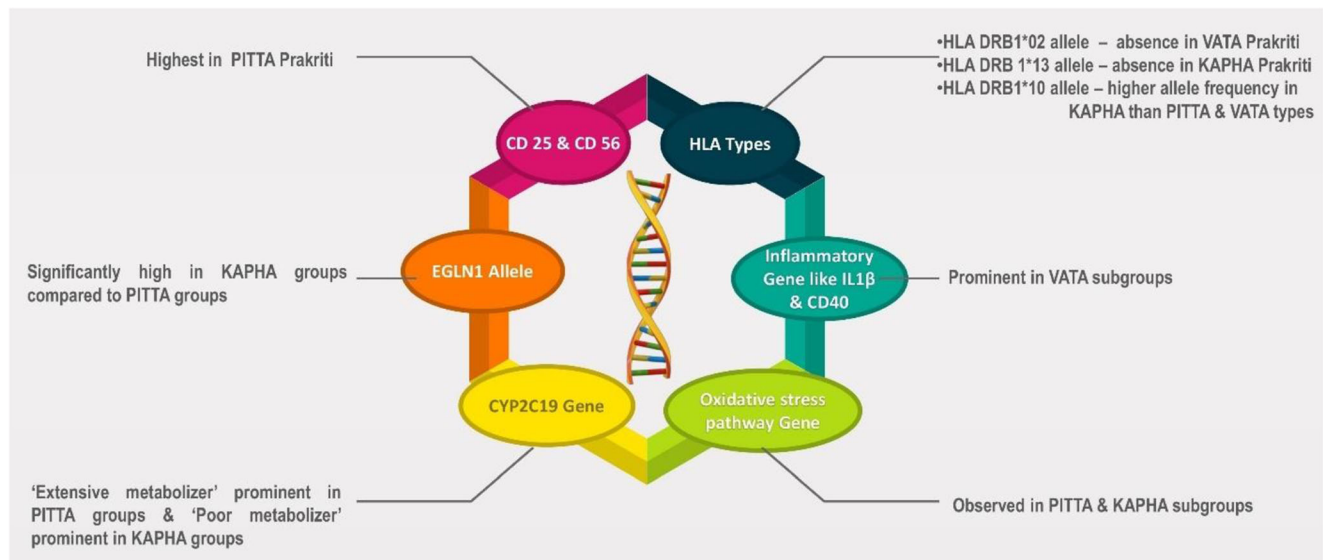 Highest in PITTA Prakriti
•HLA DRB1*02 allele – absence in VATA Prakriti
•HLA DRB 1*13 allele – absence in KAPHA Prakriti
•HLA DRB1*10 allele – higher allele frequency in
KAPHA than PITTA & VATA types
CD 25 & CD 56
HLA Types
Significantly high in KAPHA groups
compared to PITTA groups
EGLN1 Allele
Inflammatory
Gene like IL1β
& CD40
Prominent in VATA subgroups
CYP2C19 Gene
Oxidative stress
pathway Gene
‘Extensive metabolizer’ prominent in
PITTA groups & ‘Poor metabolizer’
prominent in KAPHA groups
Observed in PITTA & KAPHA subgroups